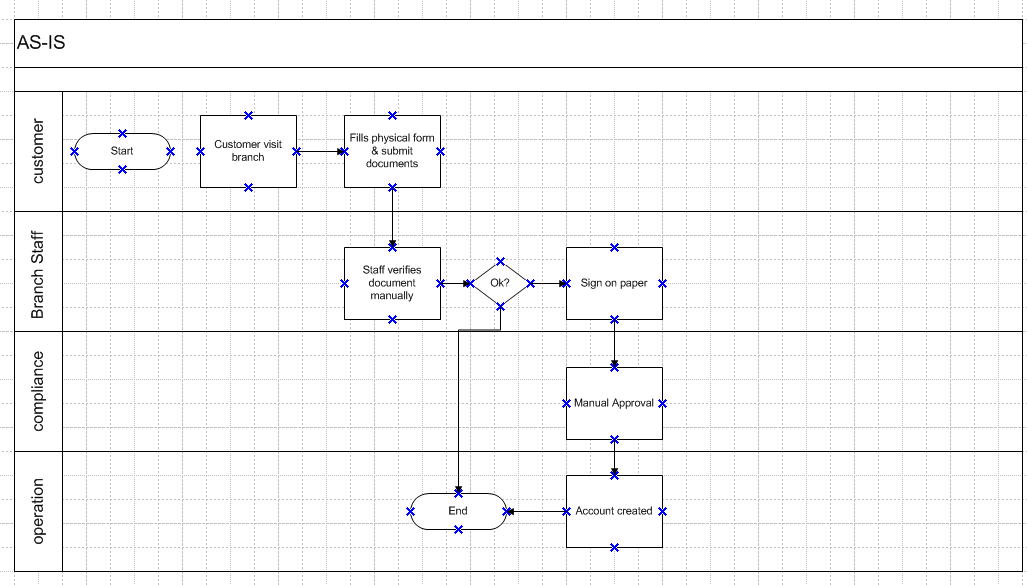 AS-IS
customer
Start
Customer visit
branch
Fills physical form
& submit
documents
Branch Staff
Staff verifies
document
manually
Ok?
Sign on paper
compliance
Manual Approval
operation
End
Account created